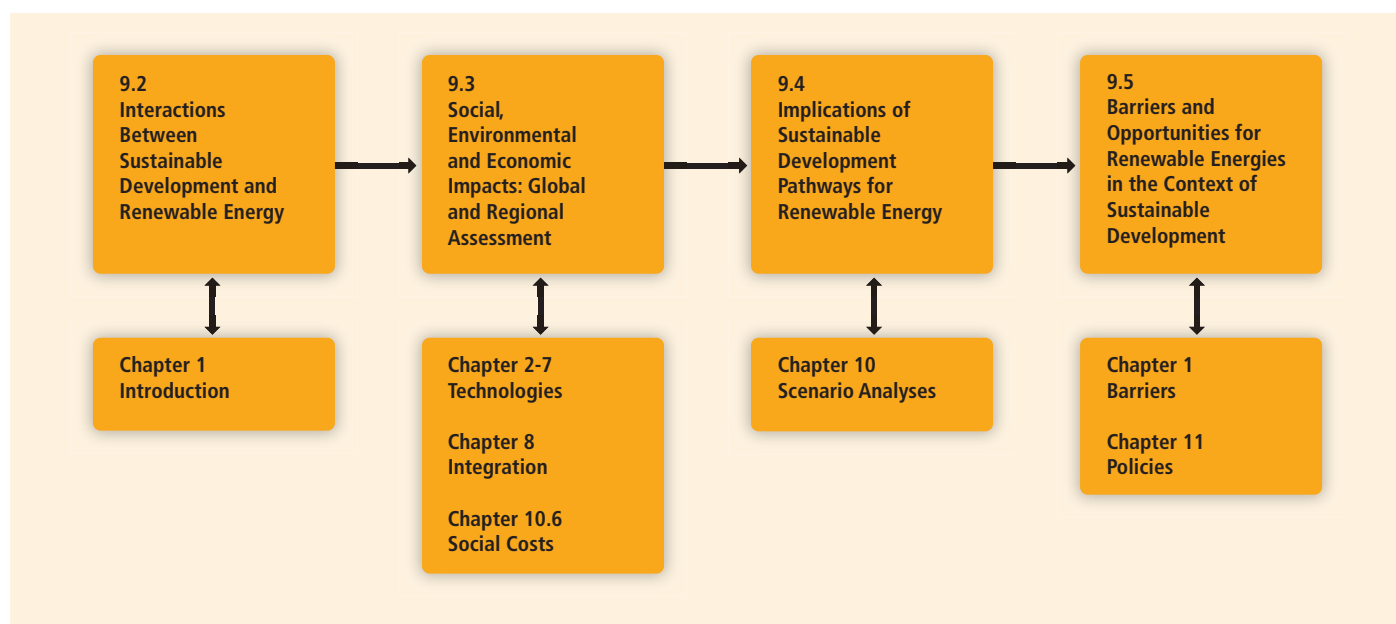 9.2
Interactions
Between
Sustainable
Development and
Renewable Energy
9.3
Social,
Environmental
and Economic
Impacts: Global
and Regional
Assessment
9.4
Implications of
Sustainable
Development
Pathways for
Renewable Energy
9.5
Barriers and
Opportunities for
Renewable Energies
in the Context of
Sustainable
Development
Chapter 1
Introduction
Chapter 2-7
Technologies
Chapter 8
Integration
Chapter 10.6
Social Costs
Chapter 10
Scenario Analyses
Chapter 1
Barriers
Chapter 11
Policies